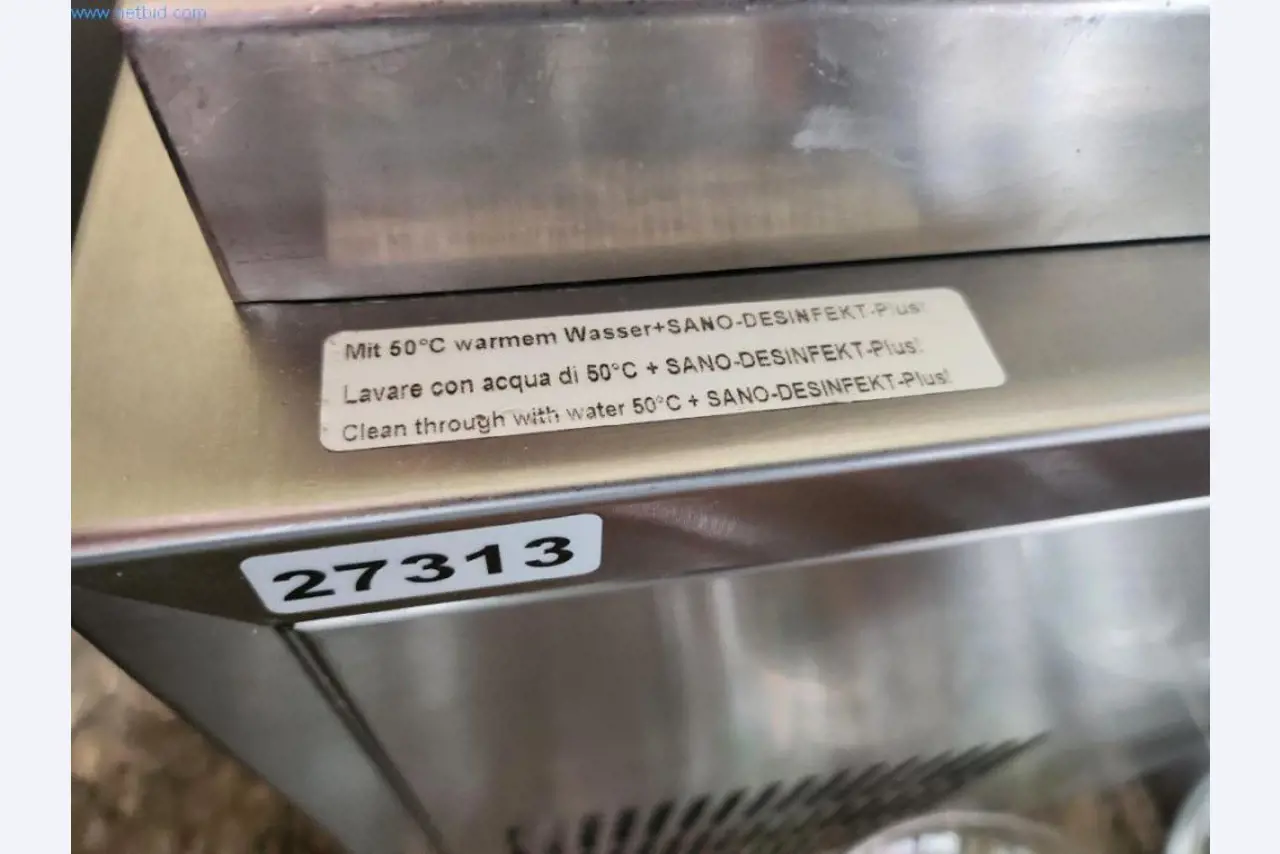 www.netbid.com
Mit 50°C warmem Wasser+SANO-DESINFEKT-Plus!
Lavare con acqua di 50°C + SANO-DESINFEKT-Plus!
Clean through with water 50°C + SANO-DESINFEKT-Plus!
27313